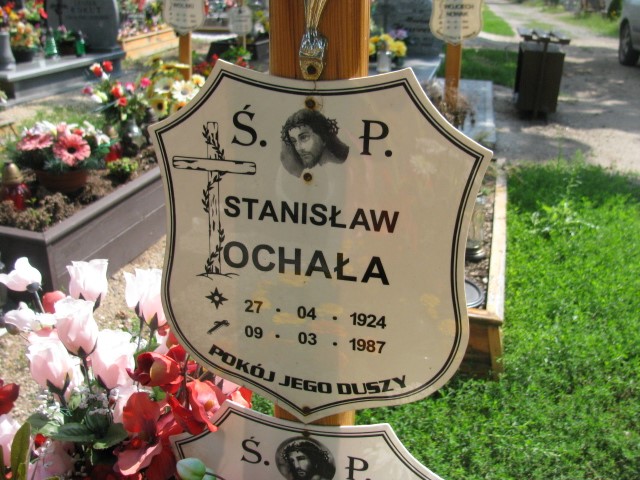 Ś. P.
STANISŁAW
OCHAŁA
27 · 04 · 1924
09 · 03 · 1987
POKÓJ JEGO DUSZY
Ś. P.